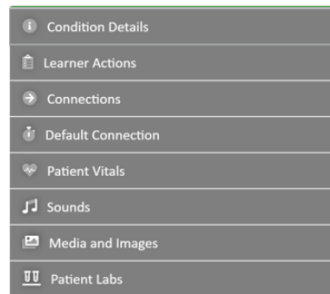 Condition Details
Learner Actions
Connections
Default Connection
Patient Vitals
Sounds
Media and Images
Patient Labs